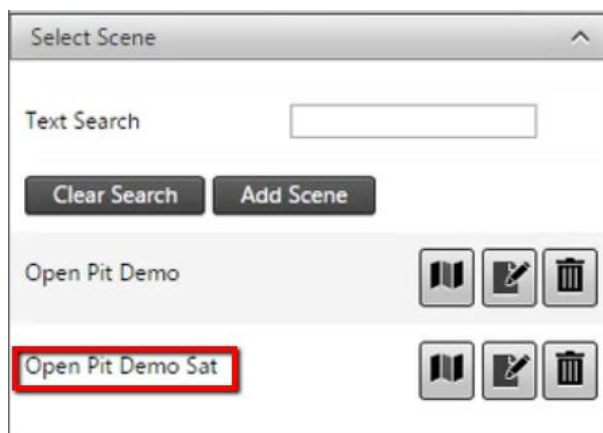 Select Scene
Text Search
Clear Search Add Scene
Open Pit Demo
Open Pit Demo Sat